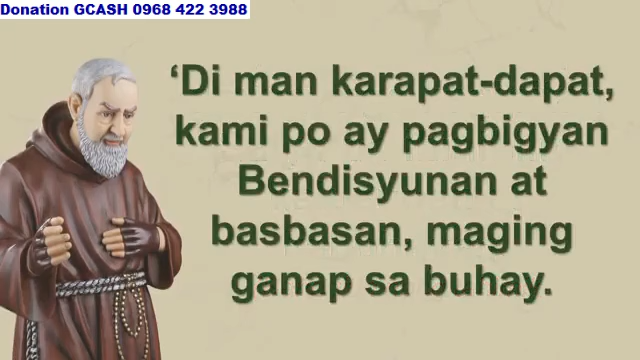 Donation GCASH 0968 422 3988
‘Di man karapat-dapat,
kami po ay pagbigyan
Bendisyunan at
basbasan, maging
ganap sa buhay.